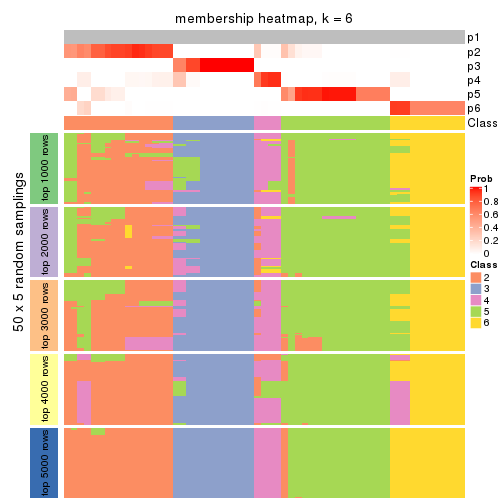 membership heatmap, k = 6
p1
p2
p3
p4
p5
p6
Class
50 x 5 random samplings
top 1000 rows
top 2000 rows
top 3000 rows
top 4000 rows
top 5000 rows
Prob
1
0.8
0.6
0.4
0.2
0
Class
2
3
4
5
6